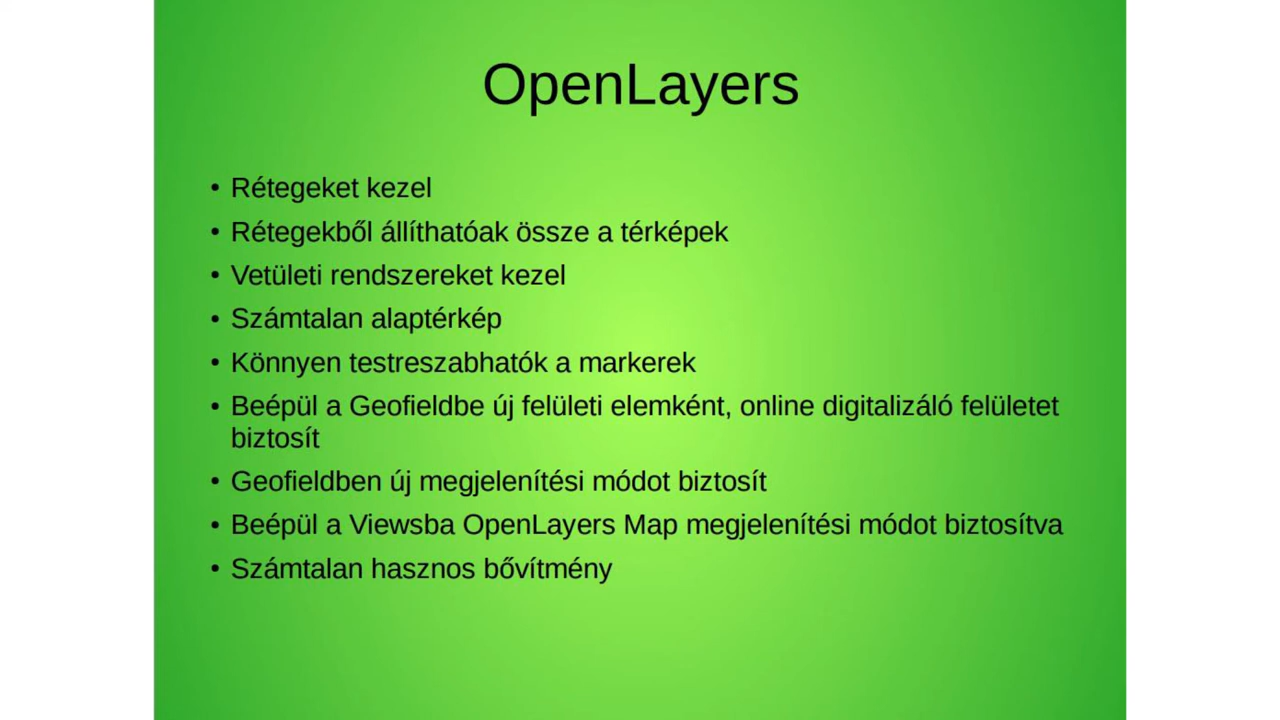 OpenLayers
• Rétegeket kezel
• Rétegekből állíthatóak össze a térképek
• Vetületi rendszereket kezel
• Számtalan alaptérkép
• Könnyen testreszabhatók a markerek
• Beépül a Geofieldbe új felületi elemként, online digitalizáló felületet
biztosít
• Geofieldben új megjelenítési módot biztosít
• Beépül a Viewsba OpenLayers Map megjelenítési módot biztosítva
• Számtalan hasznos bővítmény